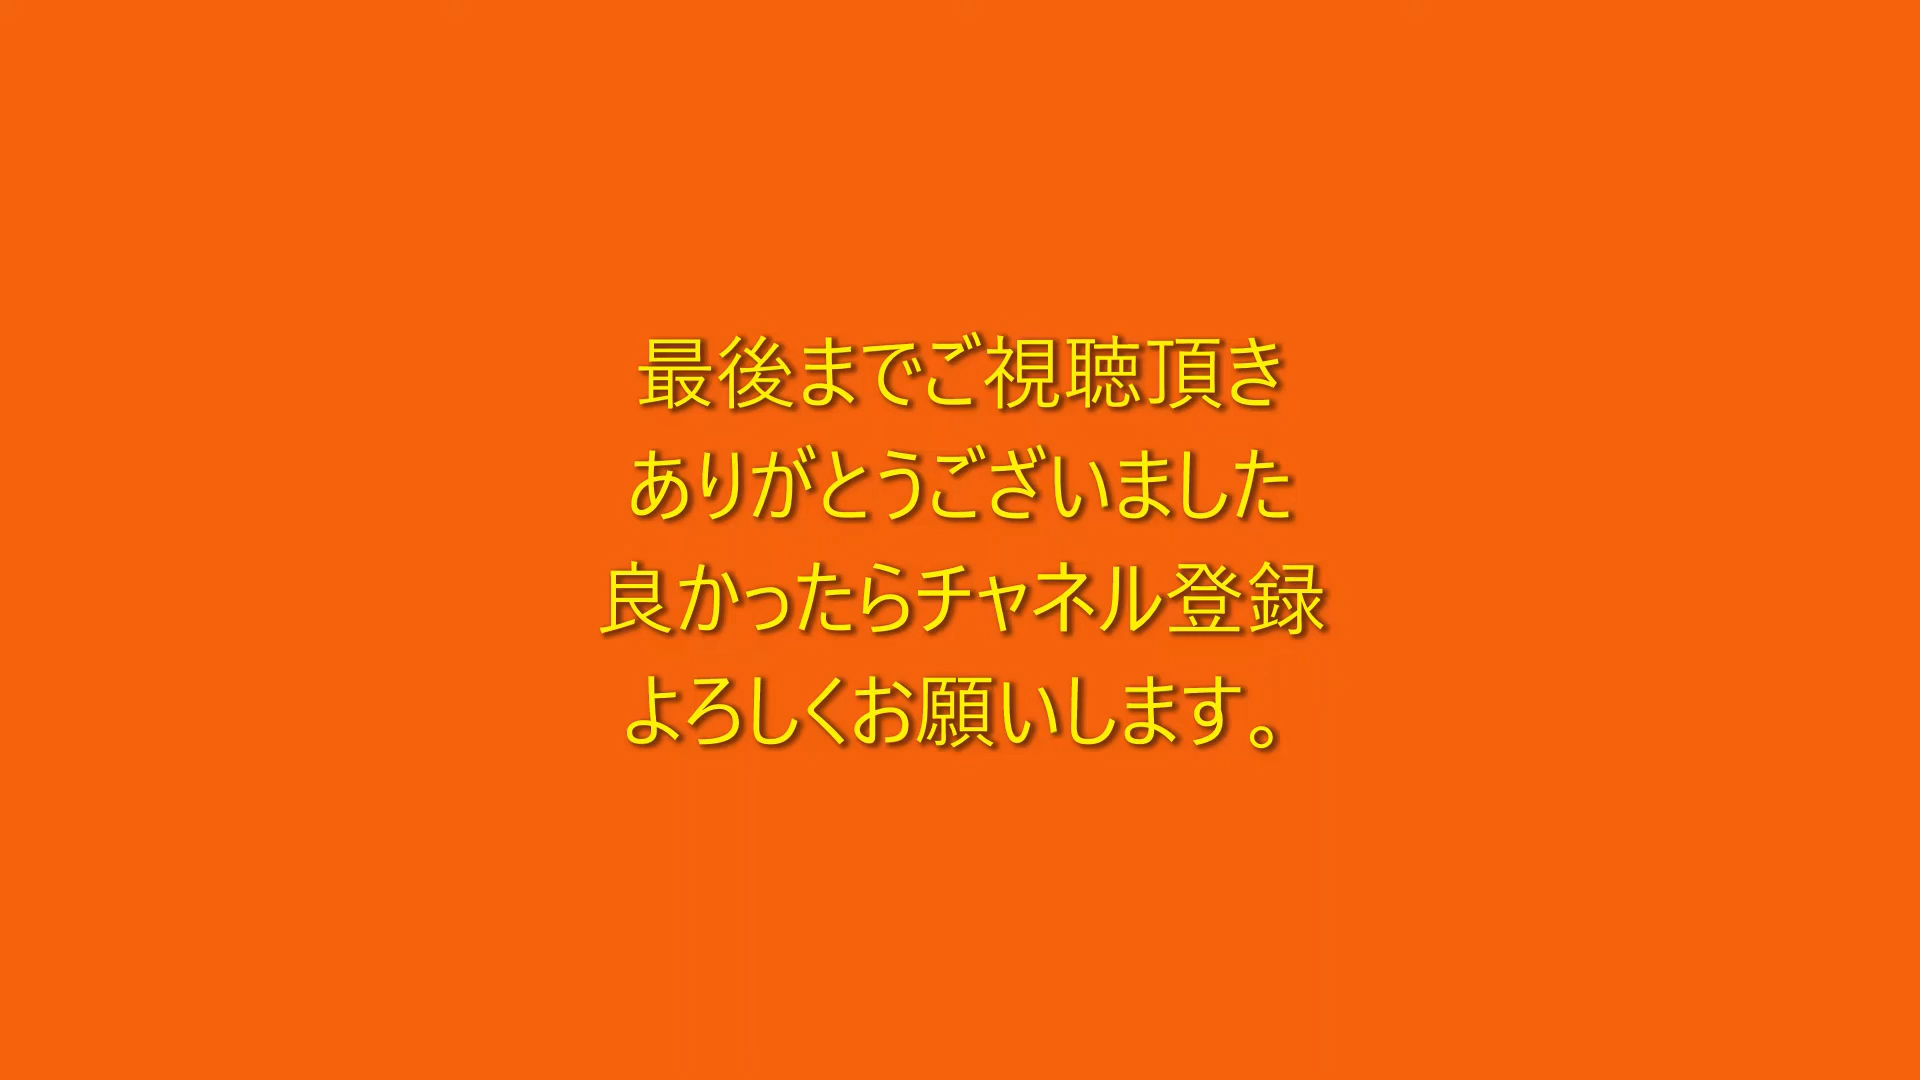 最後までご視聴頂き
ありがとうございました
良かったらチャネル登録
よろしくお願いします。